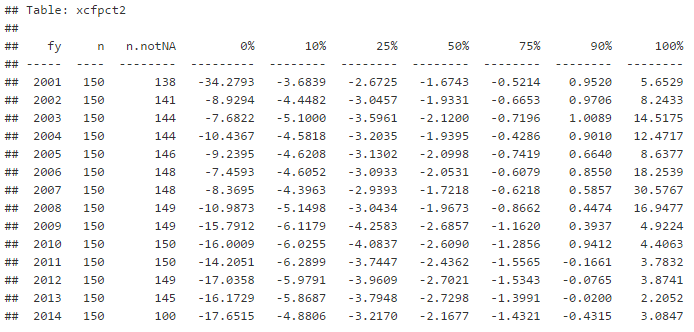 ## Table: xcfpct2
##
##    fy     n   n.notNA         0%       10%       25%       50%       75%       90%      100%
## -----  ----  --------  ---------  --------  --------  --------  --------  --------  --------
##  2001   150       138   -34.2793   -3.6839   -2.6725   -1.6743   -0.5214    0.9520    5.6529
##  2002   150       141    -8.9294   -4.4482   -3.0457   -1.9331   -0.6653    0.9706    8.2433
##  2003   150       144    -7.6822   -5.1000   -3.5961   -2.1200   -0.7196    1.0089   14.5175
##  2004   150       144   -10.4367   -4.5818   -3.2035   -1.9395   -0.4286    0.9010   12.4717
##  2005   150       146    -9.2395   -4.6208   -3.1302   -2.0998   -0.7419    0.6640    8.6377
##  2006   150       148    -7.4593   -4.6052   -3.0933   -2.0531   -0.6079    0.8550   18.2539
##  2007   150       148    -8.3695   -4.3963   -2.9393   -1.7218   -0.6218    0.5857   30.5767
##  2008   150       149   -10.9873   -5.1498   -3.0434   -1.9673   -0.8662    0.4474   16.9477
##  2009   150       149   -15.7912   -6.1179   -4.2583   -2.6857   -1.1620    0.3937    4.9224
##  2010   150       150   -16.0009   -6.0255   -4.0837   -2.6090   -1.2856    0.9412    4.4063
##  2011   150       150   -14.2051   -6.2899   -3.7447   -2.4362   -1.5565   -0.1661    3.7832
##  2012   150       149   -17.0358   -5.9791   -3.9609   -2.7021   -1.5343   -0.0765    3.8741
##  2013   150       145   -16.1729   -5.8687   -3.7948   -2.7298   -1.3991   -0.0200    2.2052
##  2014   150       100   -17.6515   -4.8806   -3.2170   -2.1677   -1.4321   -0.4315    3.0847